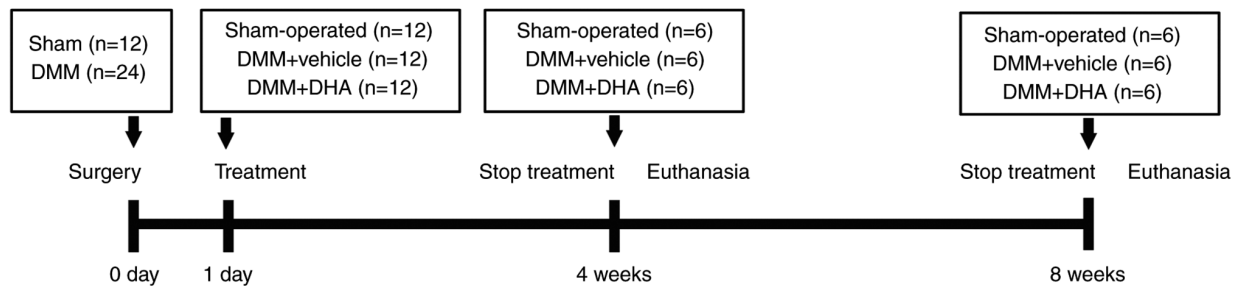 Sham (n=12)
DMM (n=24)
Sham-operated (n=12)
DMM+vehicle (n=12)
DMM+DHA (n=12)
Sham-operated (n=6)
DMM+vehicle (n=6)
DMM+DHA (n=6)
Sham-operated (n=6)
DMM+vehicle (n=6)
DMM+DHA (n=6)
Surgery
Treatment
Stop treatment
Euthanasia
Stop treatment
Euthanasia
0 day
1 day
4 weeks
8 weeks